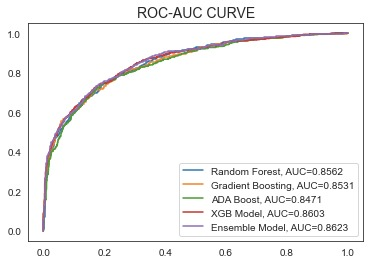 ROC-AUC CURVE
1.0
0.8
0.6
0.4
0.2
0.0
Random Forest, AUC=0.8562
Gradient Boosting, AUC=0.8531
ADA Boost, AUC=0.8471
XGB Model, AUC=0.8603
Ensemble Model, AUC=0.8623
0.0 0.2 0.4 0.6 0.8 1.0